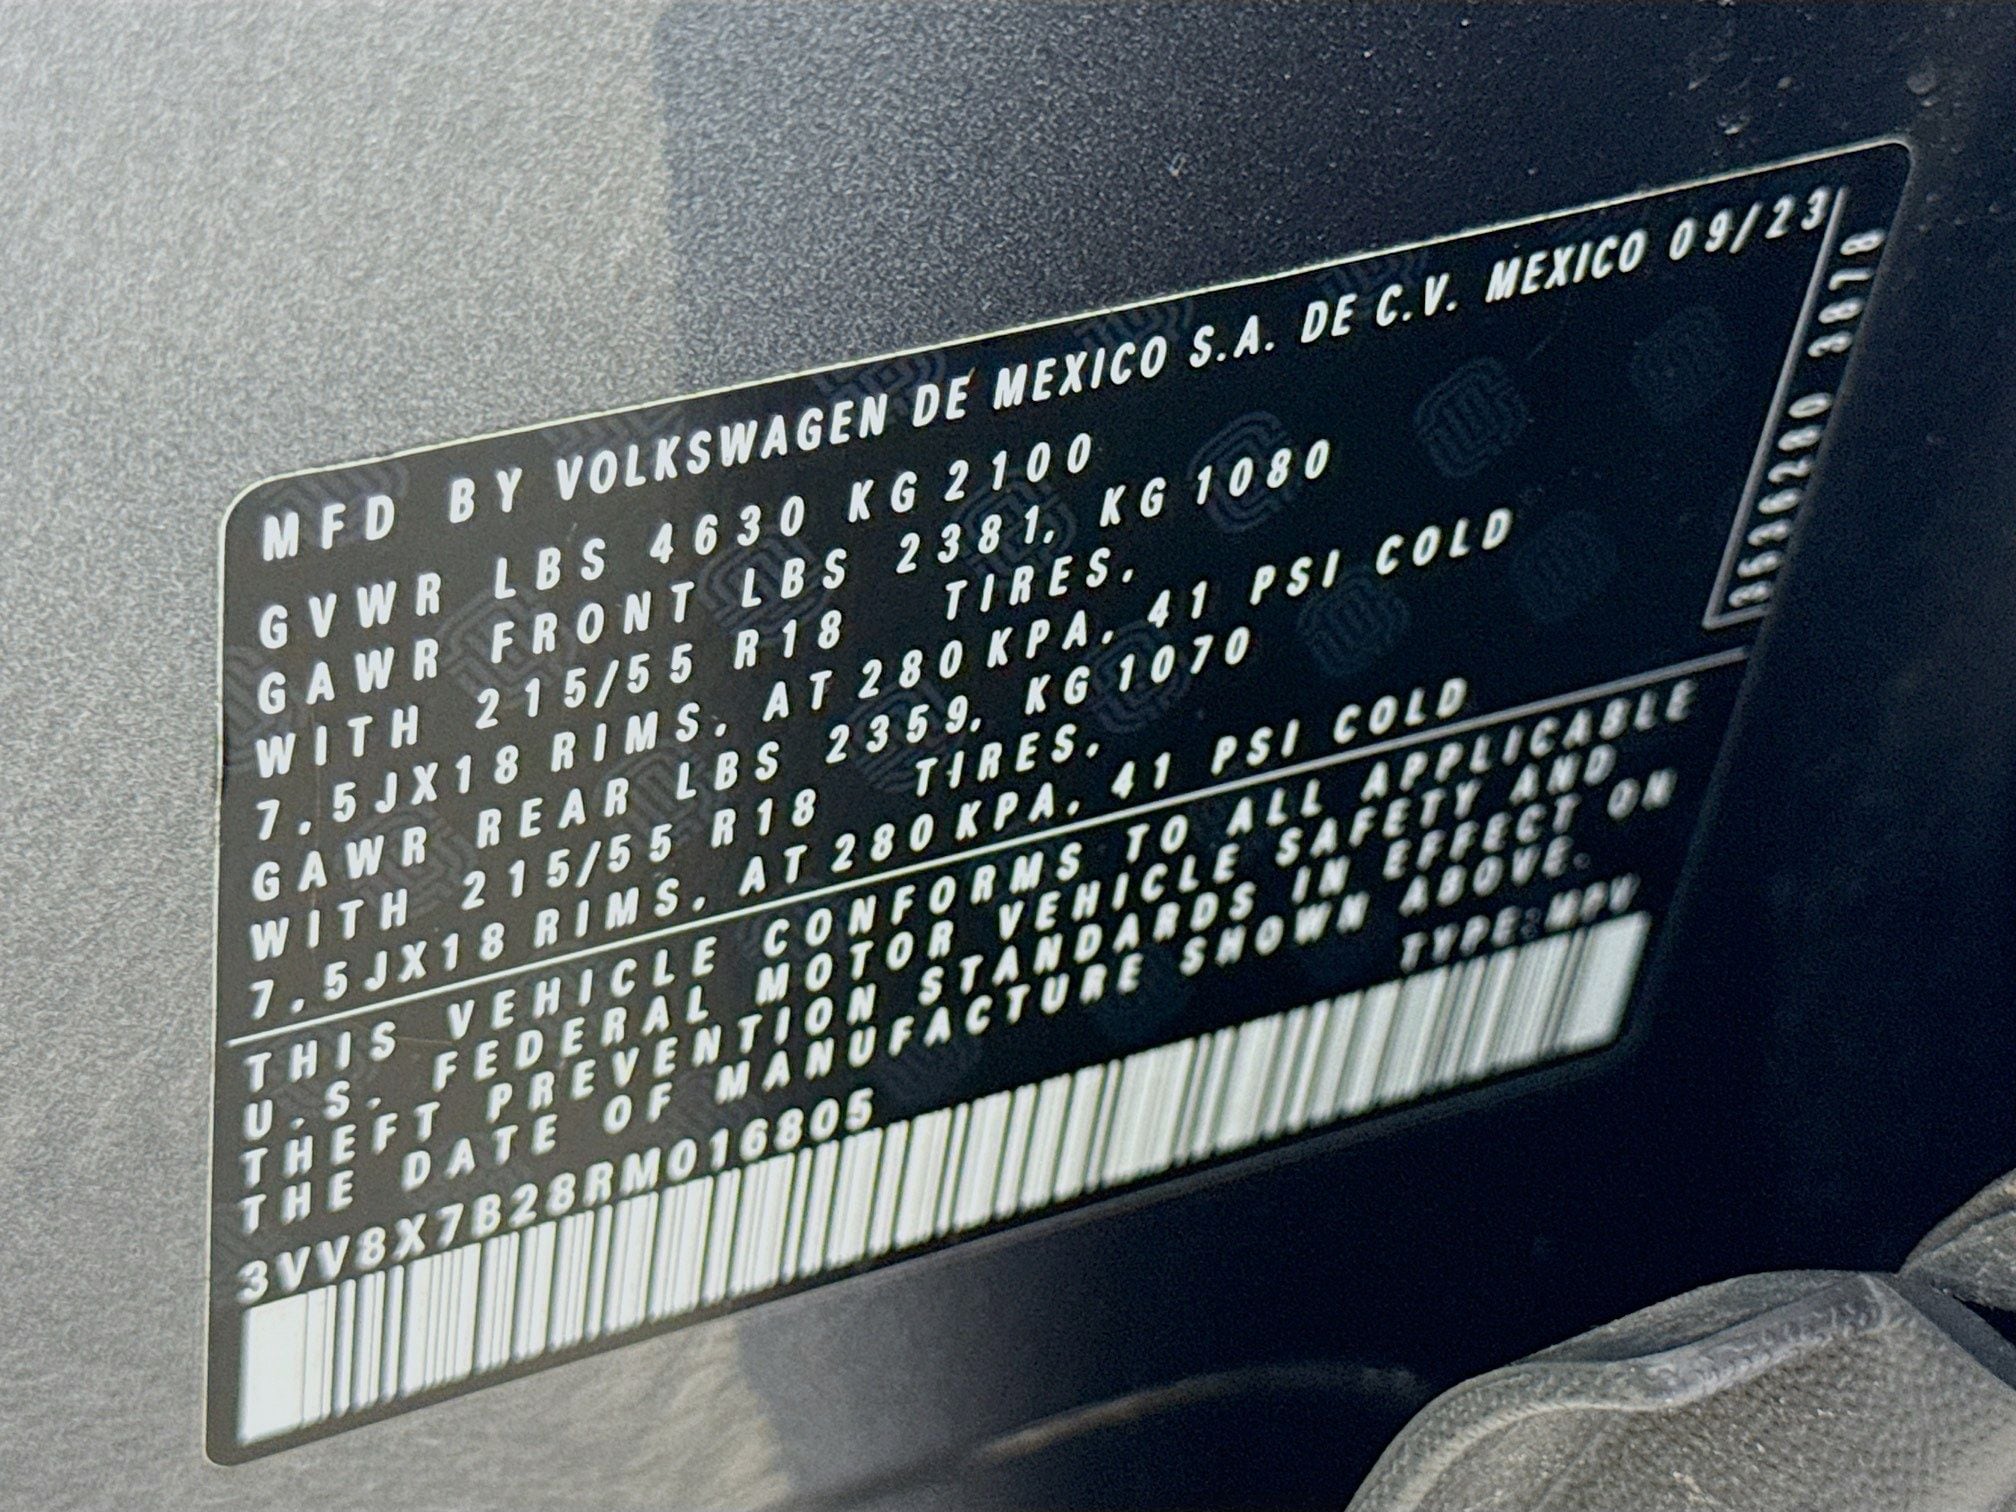 MFD BY VOLKSWAGEN DE MEXICO S.A. DE C.V. MEXICO 09/23
GVWR LBS 4630 KG 2100
GAWR FRONT LBS 2381, KG 1080
WITH 215/55 R18 TIRES,
7.5JX18 RIMS, AT 280 KPA, 41 PSI COLD
GAWR REAR LBS 2359, KG 1070
WITH 215/55 R18 TIRES,
7.5JX18 RIMS, AT 280 KPA, 41 PSI COLD
THIS VEHICLE CONFORMS TO ALL APPLICABLE
U.S. FEDERAL MOTOR VEHICLE SAFETY AND
THEFT PREVENTION STANDARDS IN EFFECT ON
THE DATE OF MANUFACTURE SHOWN ABOVE.
TYPE: MPV
3VV8X7B28RM016805